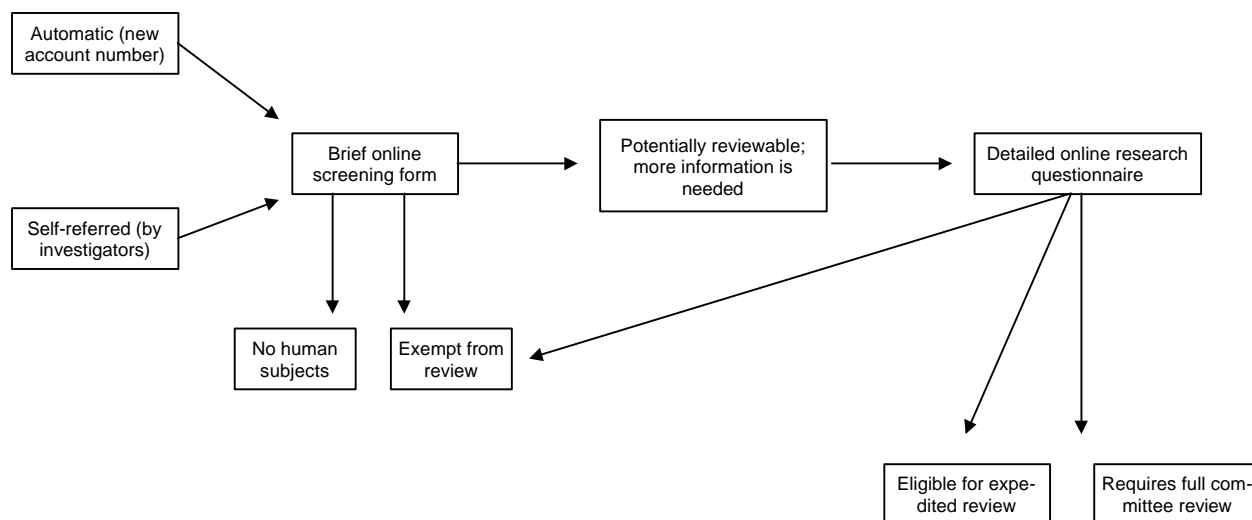 Automatic (new
account number)
Brief online
screening form
Potentially reviewable;
more information is
needed
Detailed online research
questionnaire
Self-referred (by
investigators)
No human
subjects
Exempt from
review
Eligible for expe-
dited review
Requires full com-
mittee review